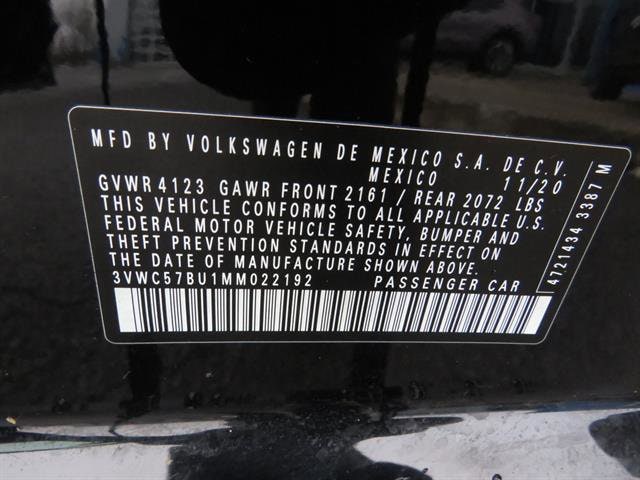 MFD BY VOLKSWAGEN DE MEXICO S.A. DE C.V.
MEXICO 11/20
GVWR 4123 GAWR FRONT 2161 / REAR 2072 LBS
THIS VEHICLE CONFORMS TO ALL APPLICABLE U.S.
FEDERAL MOTOR VEHICLE SAFETY, BUMPER AND
THEFT PREVENTION STANDARDS IN EFFECT ON
THE DATE OF MANUFACTURE SHOWN ABOVE.
3VWC57BU1MM022192 PASSENGER CAR
4721434 3387 M